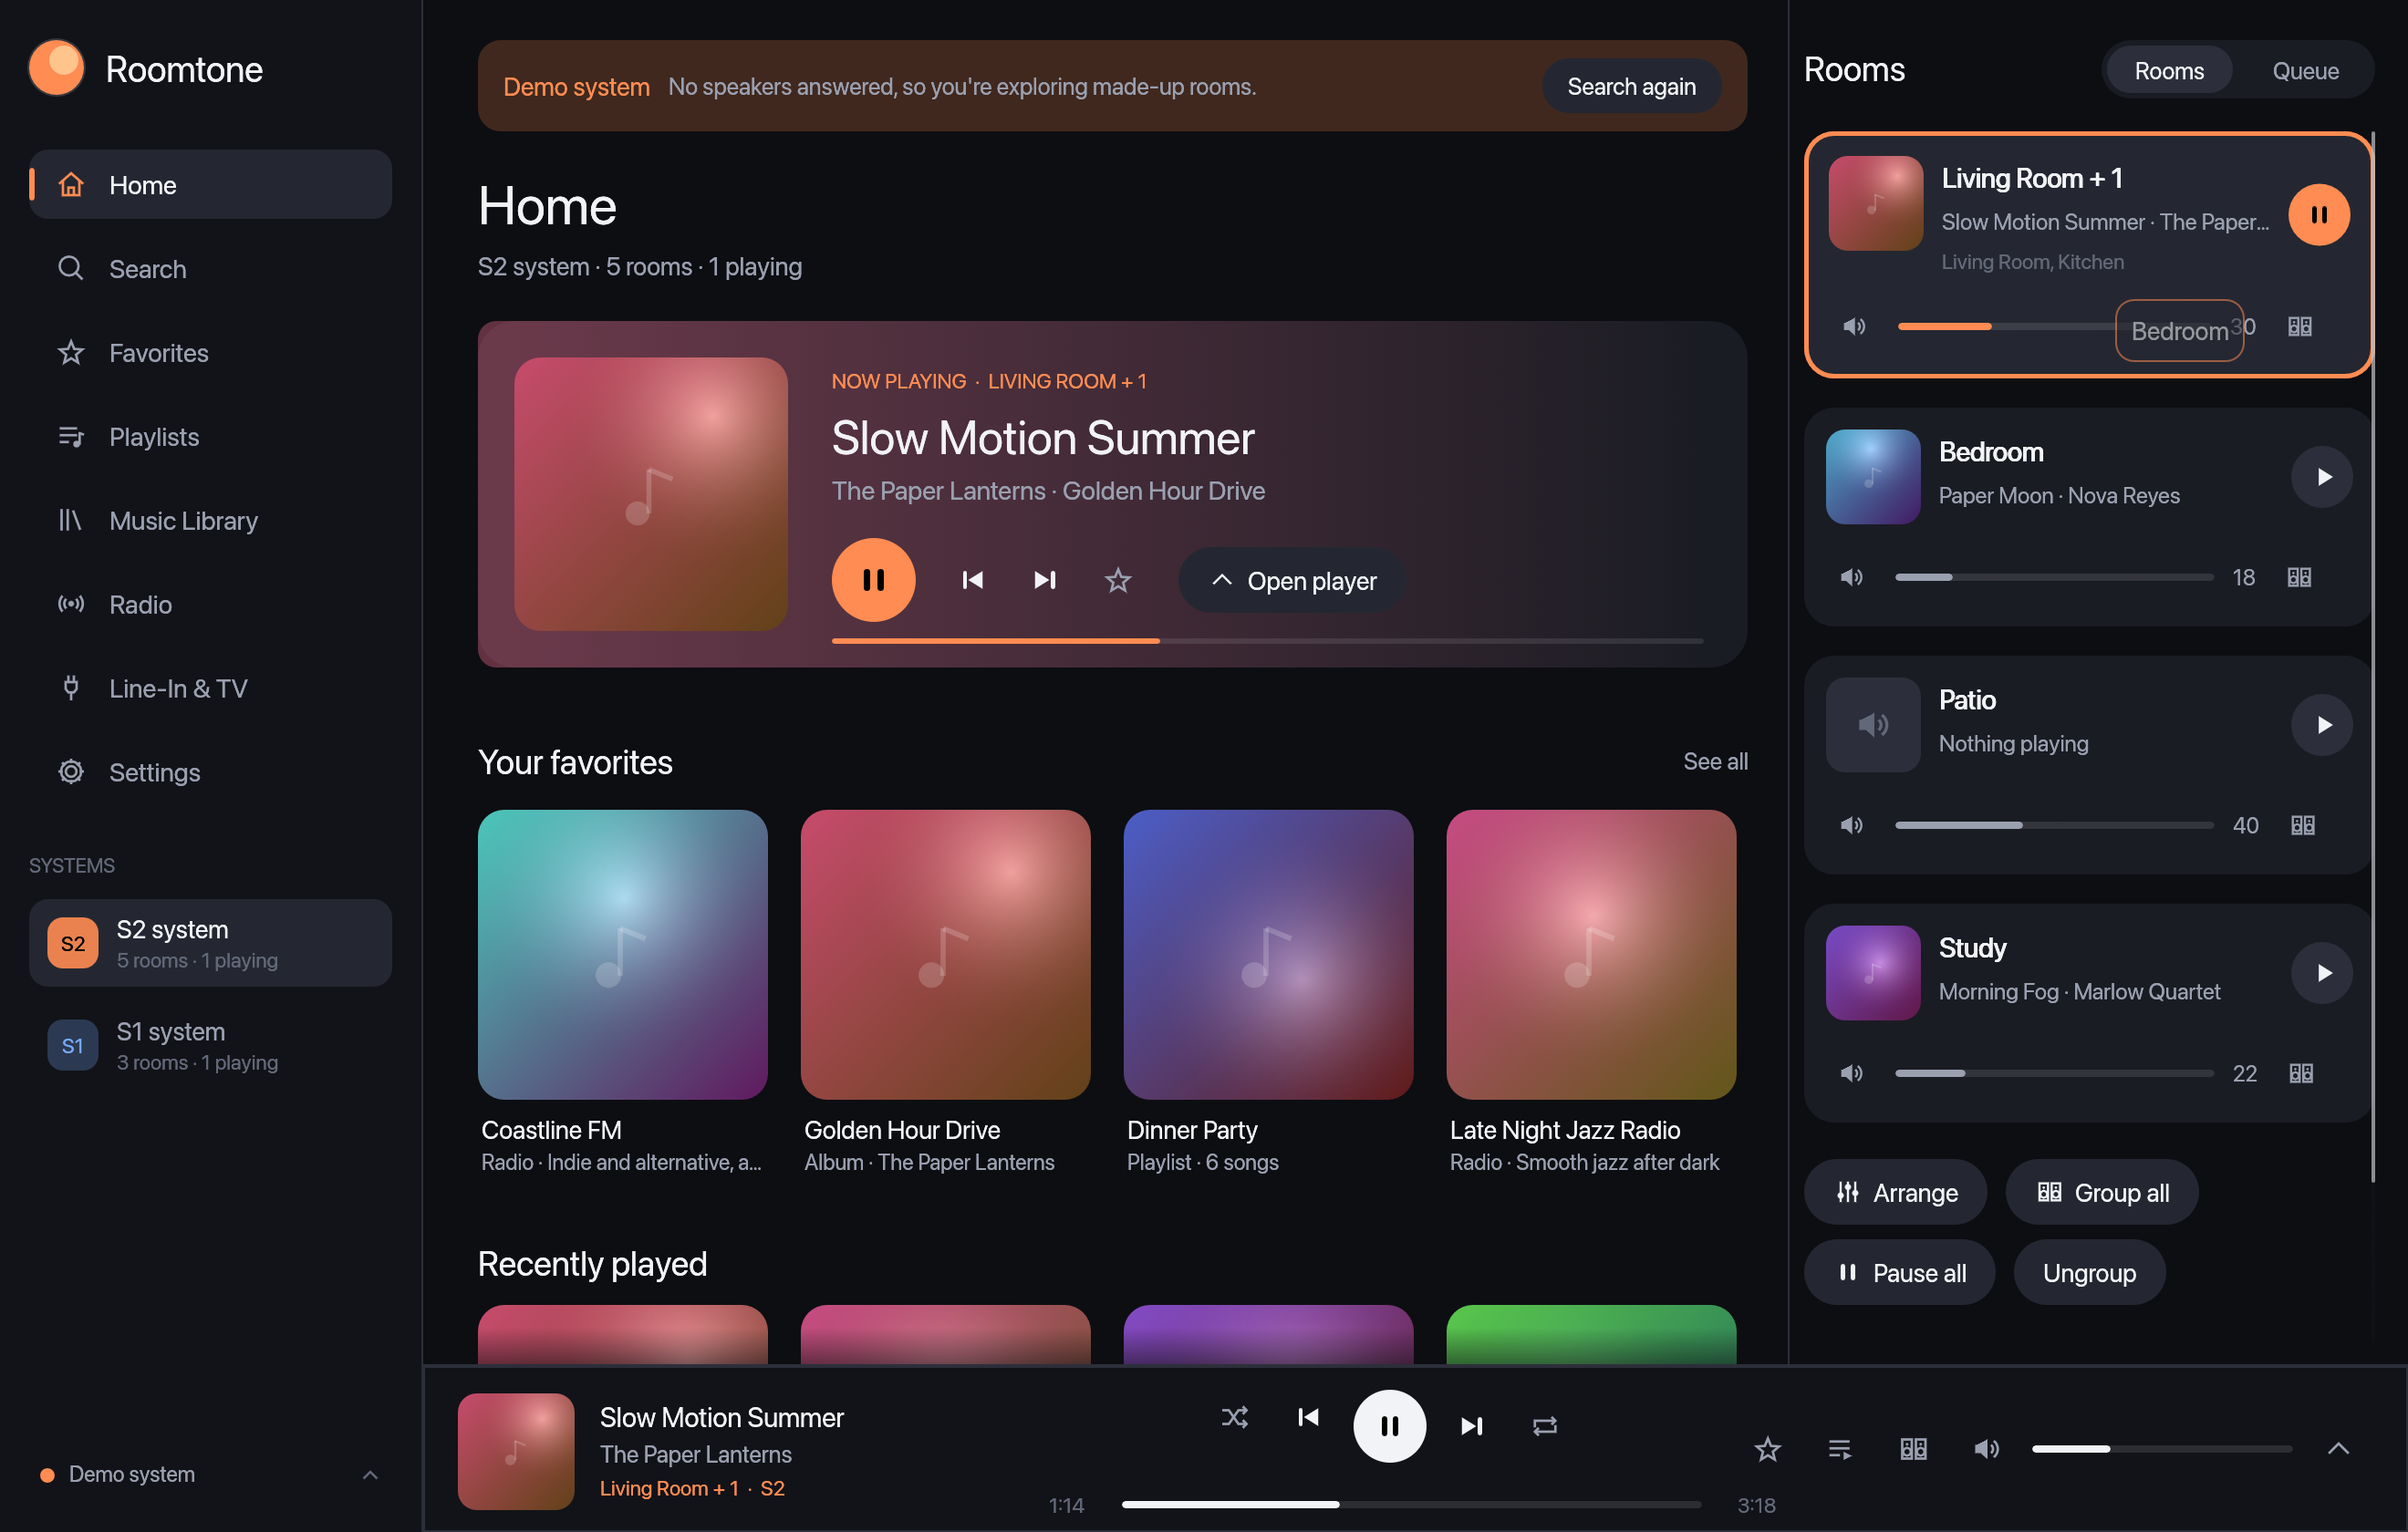 Roomtone
Home
Search
Favorites
Playlists
Music Library
Radio
Line-In & TV
Settings
SYSTEMS
S2
S2 system
5 rooms · 1 playing
S1
S1 system
3 rooms · 1 playing
Demo system
Demo system No speakers answered, so you're exploring made-up rooms. Search again
Home
S2 system · 5 rooms · 1 playing
NOW PLAYING · LIVING ROOM + 1
Slow Motion Summer
The Paper Lanterns · Golden Hour Drive
Open player
Your favorites See all
Coastline FM
Radio · Indie and alternative, a...
Golden Hour Drive
Album · The Paper Lanterns
Dinner Party
Playlist · 6 songs
Late Night Jazz Radio
Radio · Smooth jazz after dark
Recently played
Rooms Rooms Queue
Living Room + 1
Slow Motion Summer · The Paper...
Living Room, Kitchen
Bedroom 30
Bedroom
Paper Moon · Nova Reyes
18
Patio
Nothing playing
40
Study
Morning Fog · Marlow Quartet
22
Arrange Group all
Pause all Ungroup
Slow Motion Summer
The Paper Lanterns
Living Room + 1 · S2
1:14 3:18